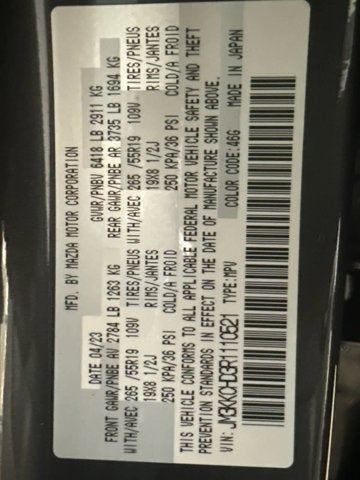 MFD. BY MAZDA MOTOR CORPORATION
DATE 04/23 GVWR/PNBV 6418 LB 2911 KG
FRONT GAWR/PNBE AV 2784 LB 1263 KG REAR GAWR/PNBE AR 3735 LB 1694 KG
WITH/AVEC 265 /55R19 109V TIRES/PNEUS WITH/AVEC 265 /55R19 109V TIRES/PNEUS
19X8 1/2J RIMS/JANTES 19X8 1/2J RIMS/JANTES
250 KPA/36 PSI COLD/A FROID 250 KPA/36 PSI COLD/A FROID
THIS VEHICLE CONFORMS TO ALL APPLICABLE FEDERAL MOTOR VEHICLE SAFETY AND THEFT
PREVENTION STANDARDS IN EFFECT ON THE DATE OF MANUFACTURE SHOWN ABOVE.
VIN: JM3KKCHD3R1110621 TYPE:MPV COLOR CODE:46G MADE IN JAPAN